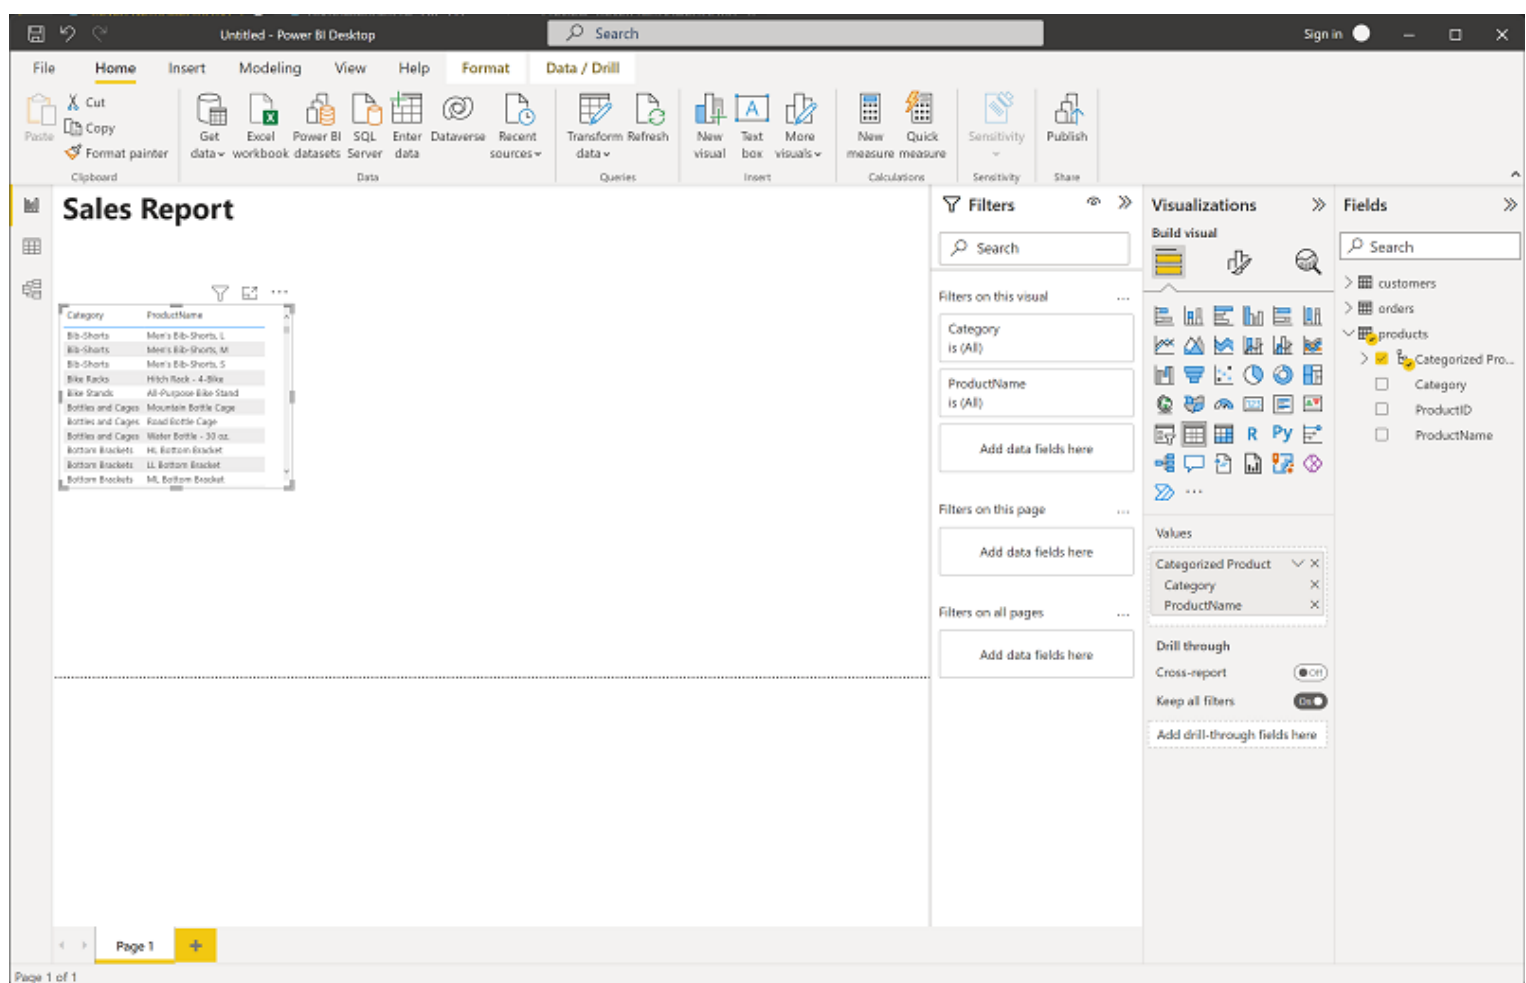 Untitled - Power BI Desktop
Search
Sign in
File Home Insert Modeling View Help Format Data / Drill
Paste
Cut
Copy
Format painter
Clipboard
Get data
Excel workbook
Power BI datasets
SQL Server
Enter data
Dataverse
Recent sources
Data
Transform data
Refresh
Queries
New visual
Text box
More visuals
Insert
New measure
Quick measure
Calculations
Sensitivity
Sensitivity
Publish
Share
Sales Report
Category ProductName
Bib-Shorts Men's Bib-Shorts, L
Bib-Shorts Men's Bib-Shorts, M
Bib-Shorts Men's Bib-Shorts, S
Bike Racks Hitch Rack - 4-Bike
Bike Stands All-Purpose Bike Stand
Bottles and Cages Mountain Bottle Cage
Bottles and Cages Road Bottle Cage
Bottles and Cages Water Bottle - 30 oz.
Bottom Brackets HL Bottom Bracket
Bottom Brackets LL Bottom Bracket
Bottom Brackets ML Bottom Bracket
Filters
Search
Filters on this visual ...
Category
is (All)
ProductName
is (All)
Add data fields here
Filters on this page ...
Add data fields here
Filters on all pages ...
Add data fields here
Visualizations
Build visual
123
R Py
...
Values
Categorized Product
Category
ProductName
Drill through
Cross-report Off
Keep all filters On
Add drill-through fields here
Fields
Search
customers
orders
products
Categorized Pro...
Category
ProductID
ProductName
Page 1
Page 1 of 1